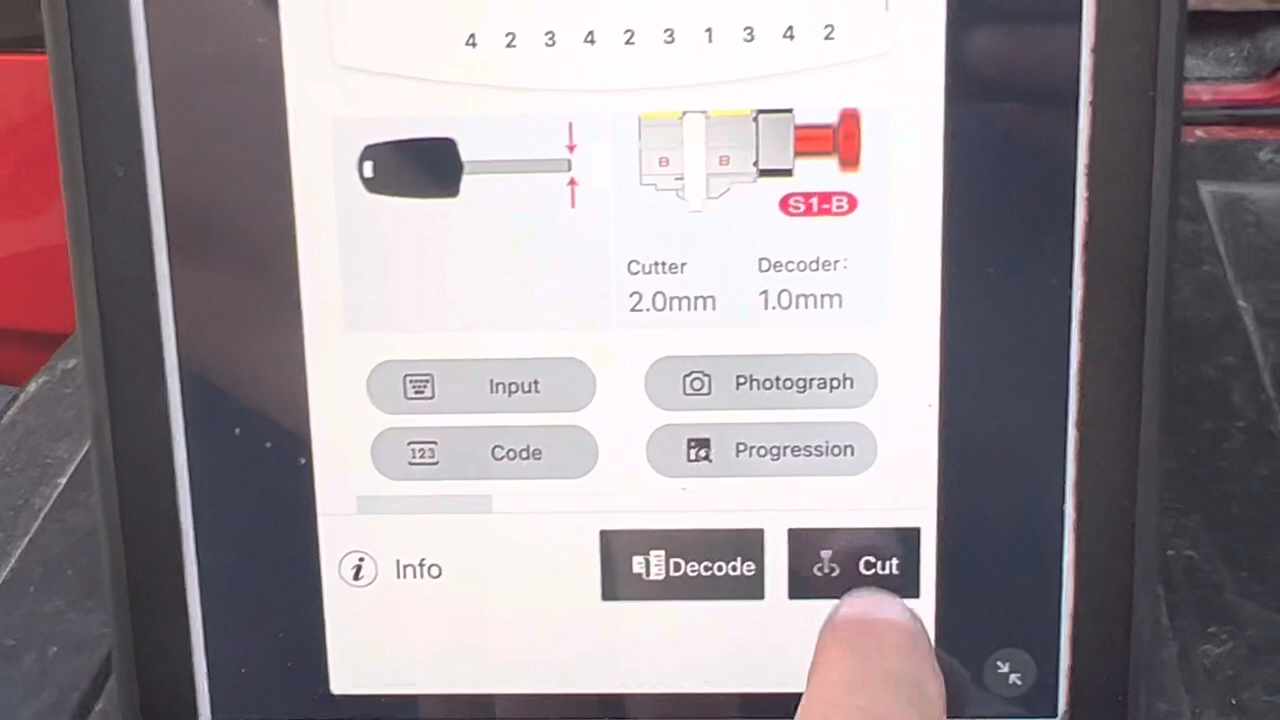 4 2 3 4 2 3 1 3 4 2
B B
S1-B
Cutter Decoder:
2.0mm 1.0mm
Input Photograph
123 Code Progression
Info Decode Cut